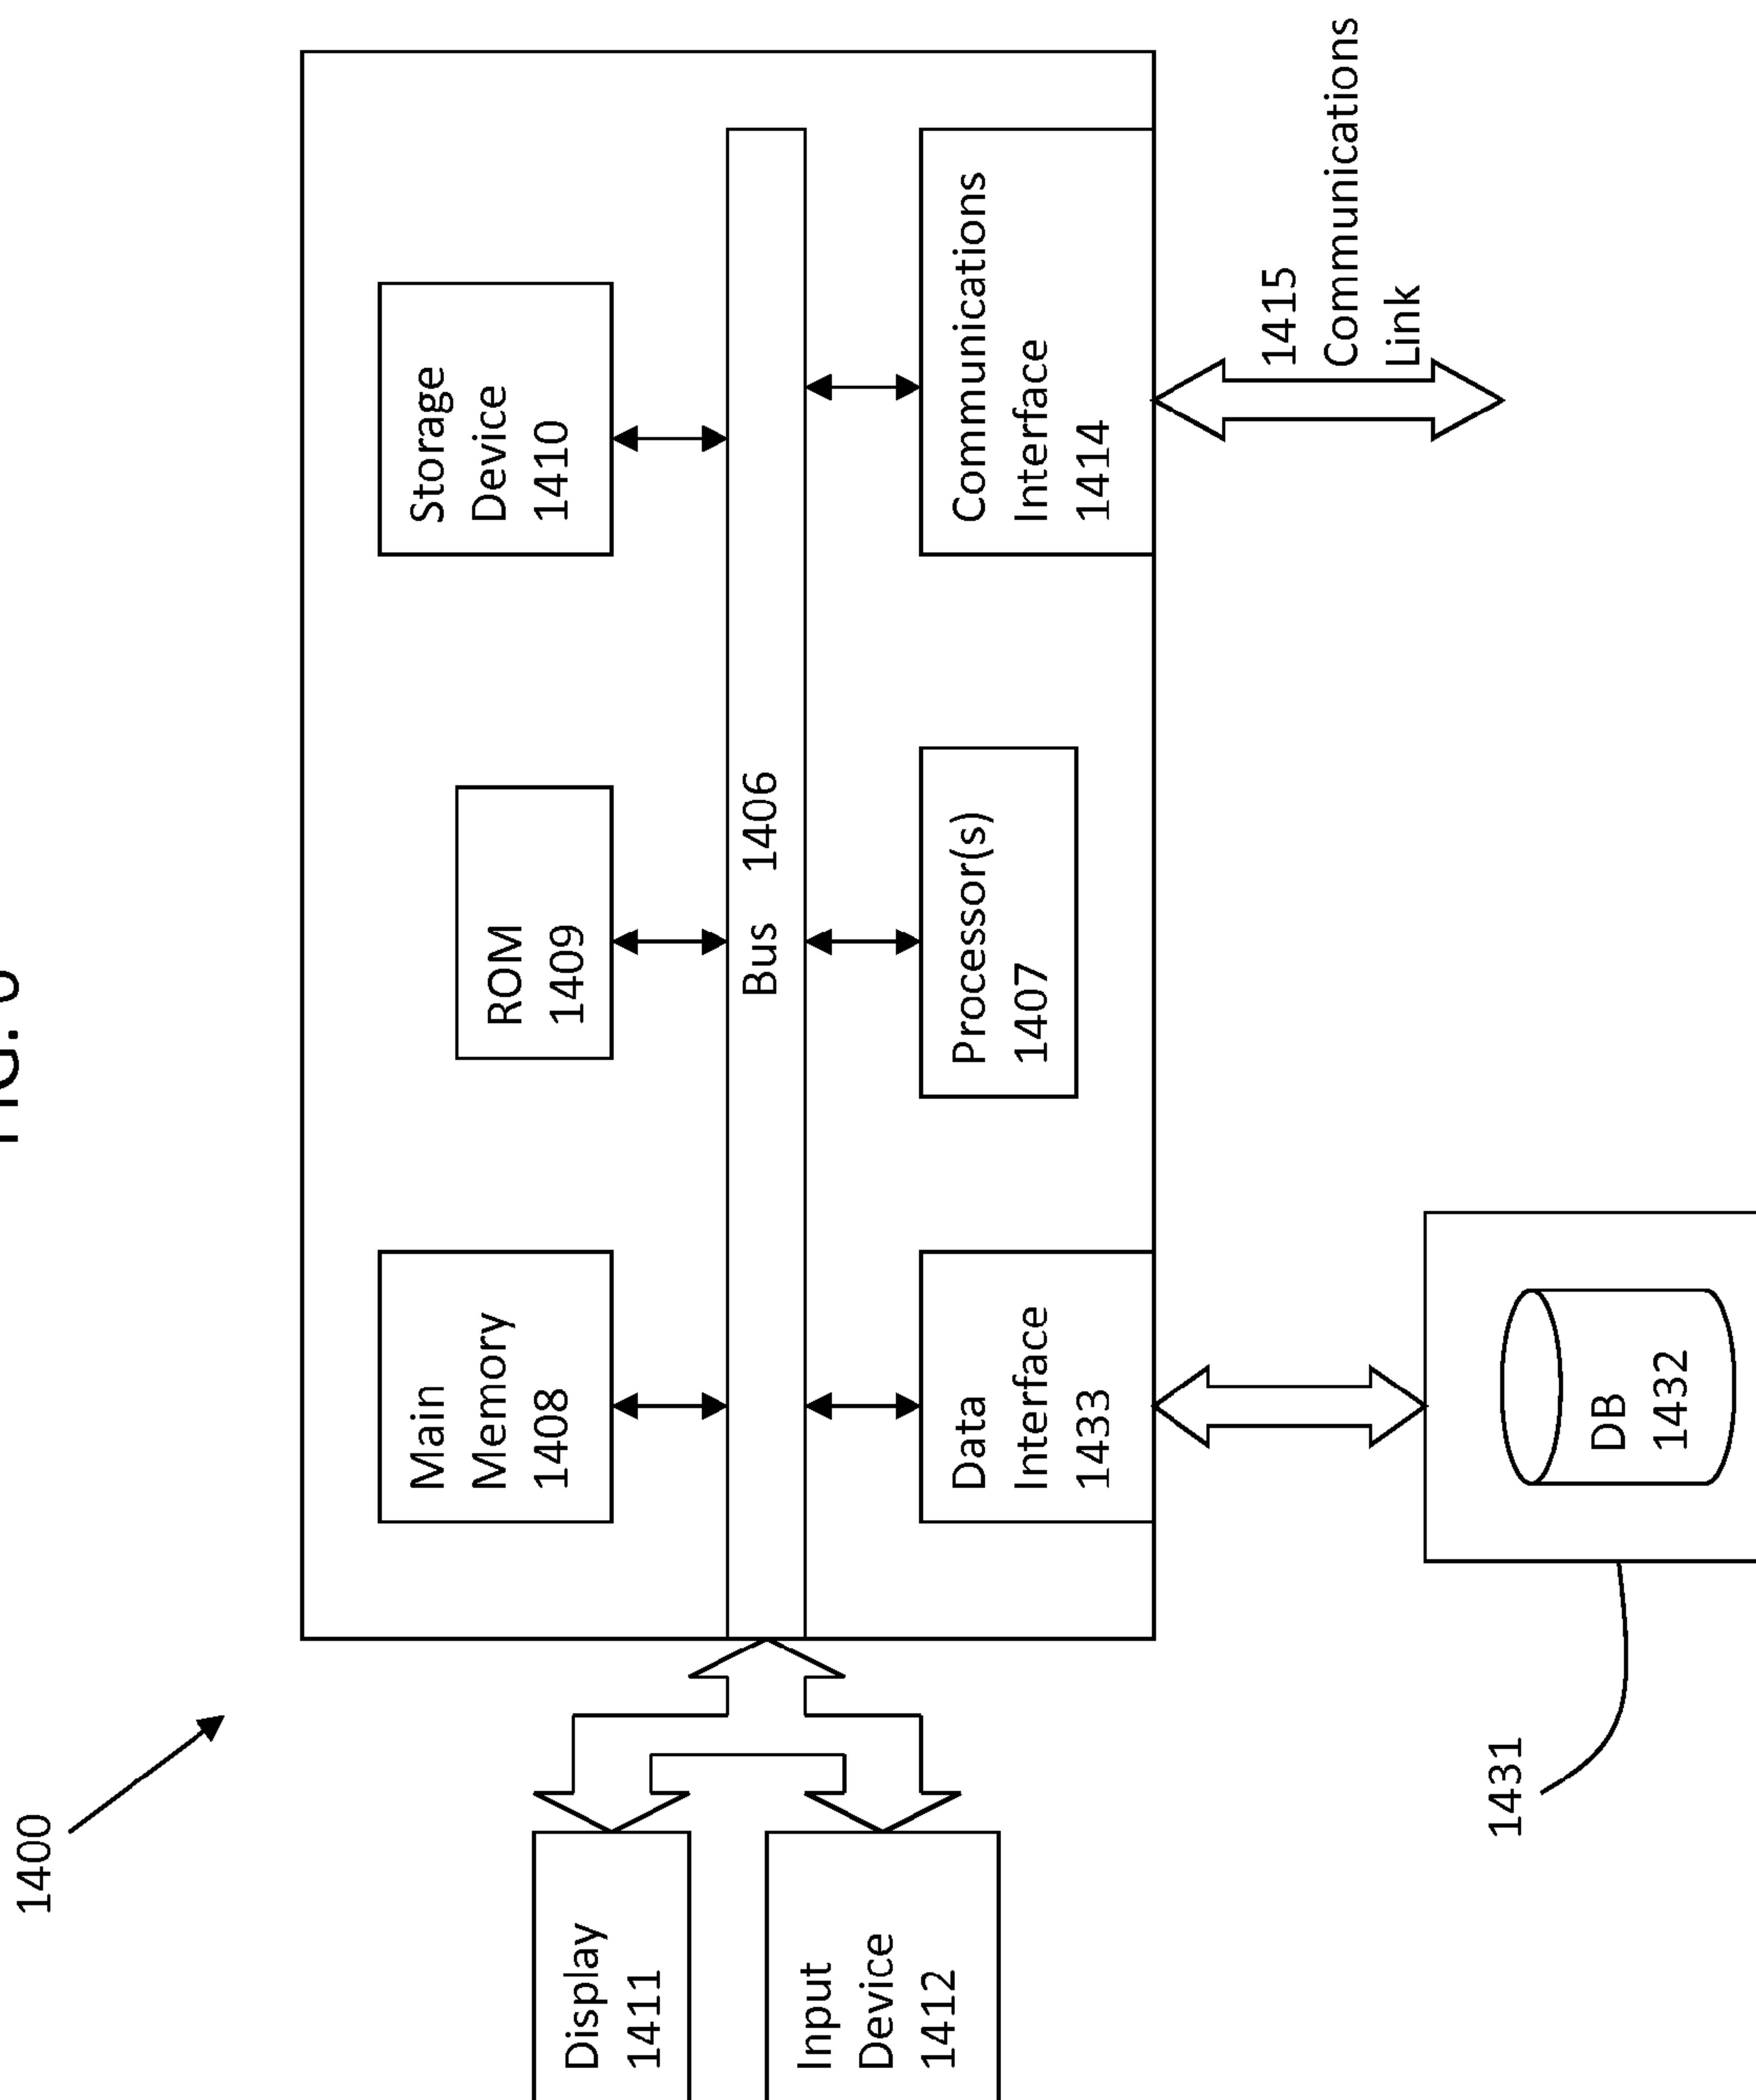 1400
Main
Memory
1408
ROM
1409
Storage
Device
1410
Display
1411
Bus 1406
Input
Device
1412
Data
Interface
1433
Processor(s)
1407
Communications
Interface
1414
1415
Communications
Link
1431
DB
1432